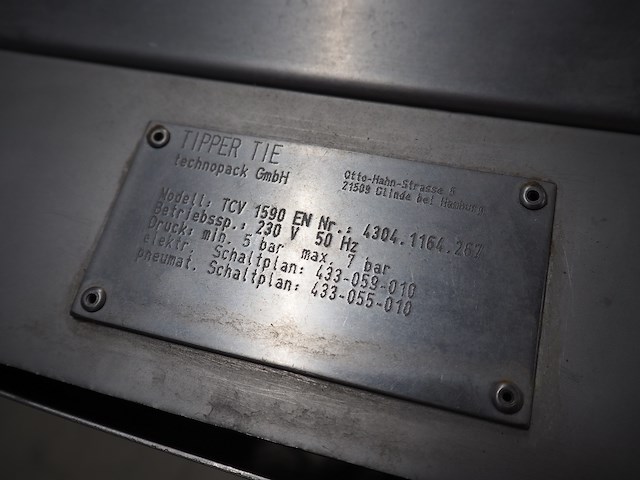 TIPPER TIE
technopack GmbH
Otto-Hahn-Strasse 5
21509 Glinde bei Hamburg
Modell: TCV 1590 EN Nr.: 4304.1164.262
Betriebssp.: 230 V 50 Hz
Druck: min. 5 bar max. 7 bar
elektr. Schaltplan: 433-059-010
pneumat. Schaltplan: 433-055-010